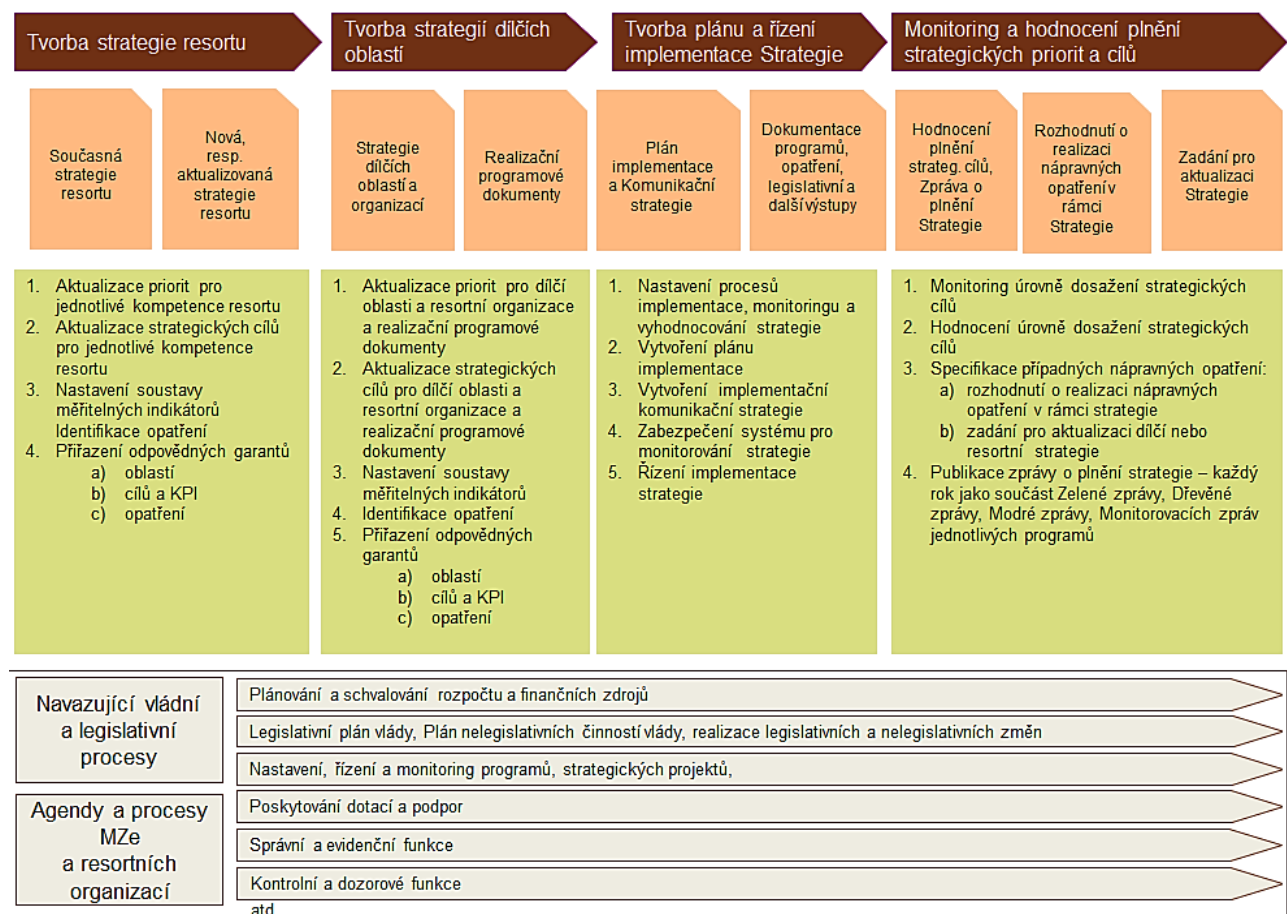 Tvorba strategie resortu
Tvorba strategií dílčích
oblastí
Tvorba plánu a řízení
implementace Strategie
Monitoring a hodnocení plnění
strategických priorit a cílů
Současná
strategie
resortu
Nová,
resp.
aktualizovaná
strategie
resortu
Strategie
dílčích
oblastí a
organizací
Realizační
programové
dokumenty
Plán
implementace
a Komunikační
strategie
Dokumentace
programů,
opatření,
legislativní a
další výstupy
Hodnocení
plnění
strateg. cílů,
Zpráva o
plnění
Strategie
Rozhodnutí o
realizaci
nápravných
opatření v
rámci
Strategie
Zadání pro
aktualizaci
Strategie
1. Aktualizace priorit pro
jednotlivé kompetence resortu
2. Aktualizace strategických cílů
pro jednotlivé kompetence
resortu
3. Nastavení soustavy
měřitelných indikátorů
Identifikace opatření
4. Přiřazení odpovědných garantů
a) oblastí
b) cílů a KPI
c) opatření
1. Aktualizace priorit pro dílčí
oblasti a resortní organizace
a realizační programové
dokumenty
2. Aktualizace strategických
cílů pro dílčí oblasti a
resortní organizace a
realizační programové
dokumenty
3. Nastavení soustavy
měřitelných indikátorů
4. Identifikace opatření
5. Přiřazení odpovědných
garantů
a) oblastí
b) cílů a KPI
c) opatření
1. Nastavení procesů
implementace, monitoringu a
vyhodnocování strategie
2. Vytvoření plánu
implementace
3. Vytvoření implementační
komunikační strategie
4. Zabezpečení systému pro
monitorování strategie
5. Řízení implementace
strategie
1. Monitoring úrovně dosažení strategických
cílů
2. Hodnocení úrovně dosažení strategických
cílů
3. Specifikace případných nápravných opatření:
a) rozhodnutí o realizaci nápravných
opatření v rámci strategie
b) zadání pro aktualizaci dílčí nebo
resortní strategie
4. Publikace zprávy o plnění strategie – každý
rok jako součást Zelené zprávy, Dřevěné
zprávy, Modré zprávy, Monitorovacích zpráv
jednotlivých programů
Navazující vládní
a legislativní
procesy
Plánování a schvalování rozpočtu a finančních zdrojů
Legislativní plán vlády, Plán nelegislativních činností vlády, realizace legislativních a nelegislativních změn
Nastavení, řízení a monitoring programů, strategických projektů,
Agendy a procesy
MZe
a resortních
organizací
Poskytování dotací a podpor
Správní a evidenční funkce
Kontrolní a dozorové funkce
atd